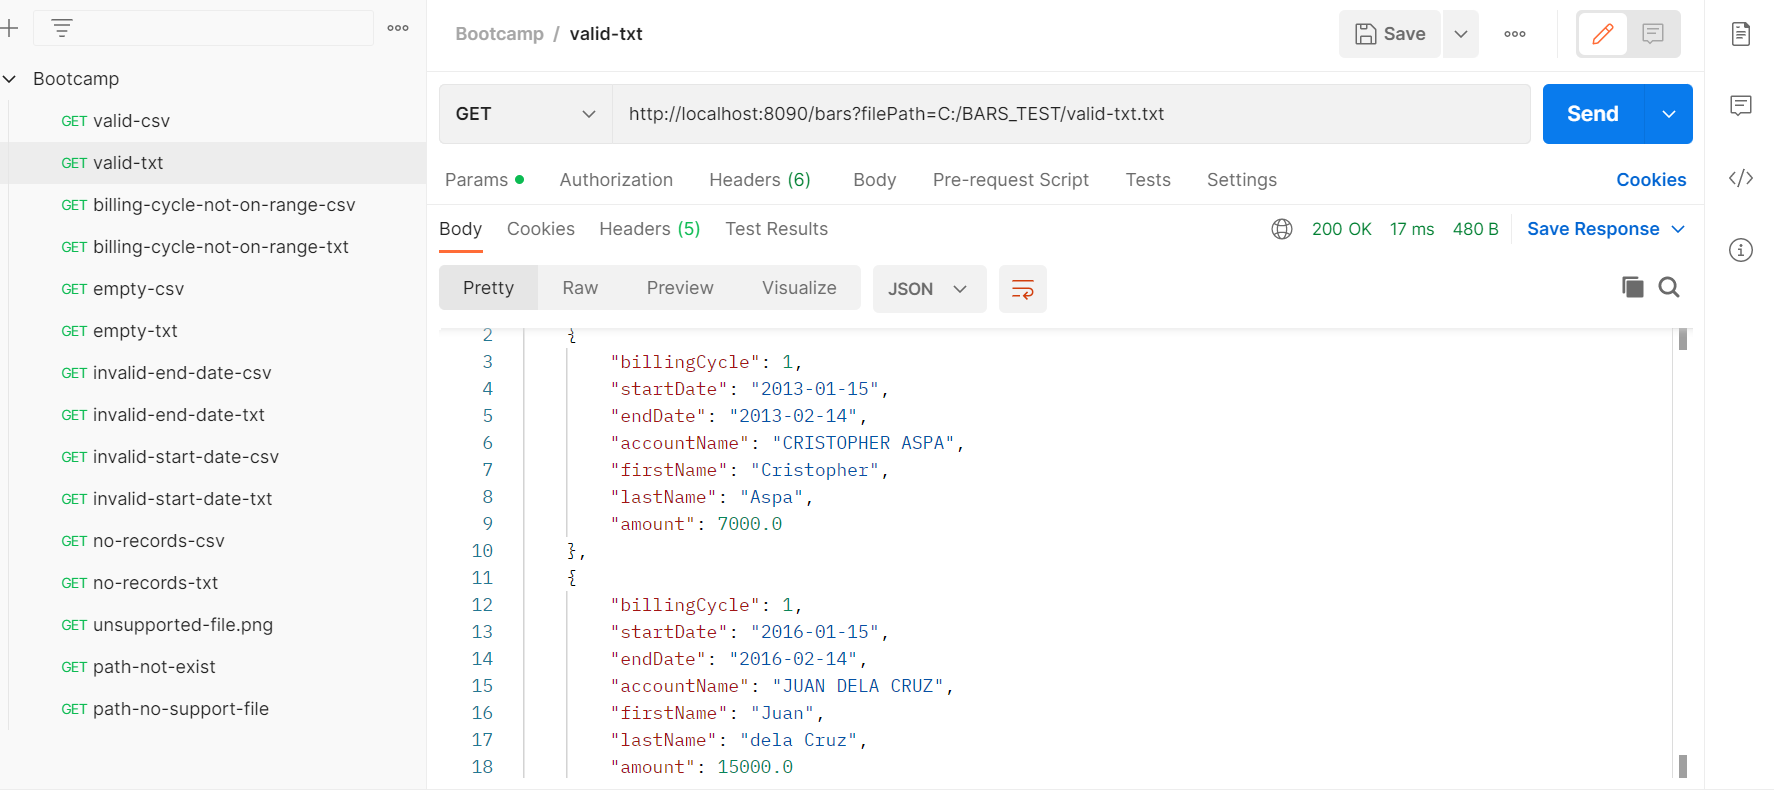 Bootcamp
GET valid-csv
GET valid-txt
GET billing-cycle-not-on-range-csv
GET billing-cycle-not-on-range-txt
GET empty-csv
GET empty-txt
GET invalid-end-date-csv
GET invalid-end-date-txt
GET invalid-start-date-csv
GET invalid-start-date-txt
GET no-records-csv
GET no-records-txt
GET unsupported-file.png
GET path-not-exist
GET path-no-support-file
Bootcamp / valid-txt
Save
GET http://localhost:8090/bars?filePath=C:/BARS_TEST/valid-txt.txt Send
Params Authorization Headers (6) Body Pre-request Script Tests Settings Cookies
Body Cookies Headers (5) Test Results 200 OK 17 ms 480 B Save Response
Pretty Raw Preview Visualize JSON
2 {
3 "billingCycle": 1,
4 "startDate": "2013-01-15",
5 "endDate": "2013-02-14",
6 "accountName": "CRISTOPHER ASPA",
7 "firstName": "Cristopher",
8 "lastName": "Aspa",
9 "amount": 7000.0
10 },
11 {
12 "billingCycle": 1,
13 "startDate": "2016-01-15",
14 "endDate": "2016-02-14",
15 "accountName": "JUAN DELA CRUZ",
16 "firstName": "Juan",
17 "lastName": "dela Cruz",
18 "amount": 15000.0